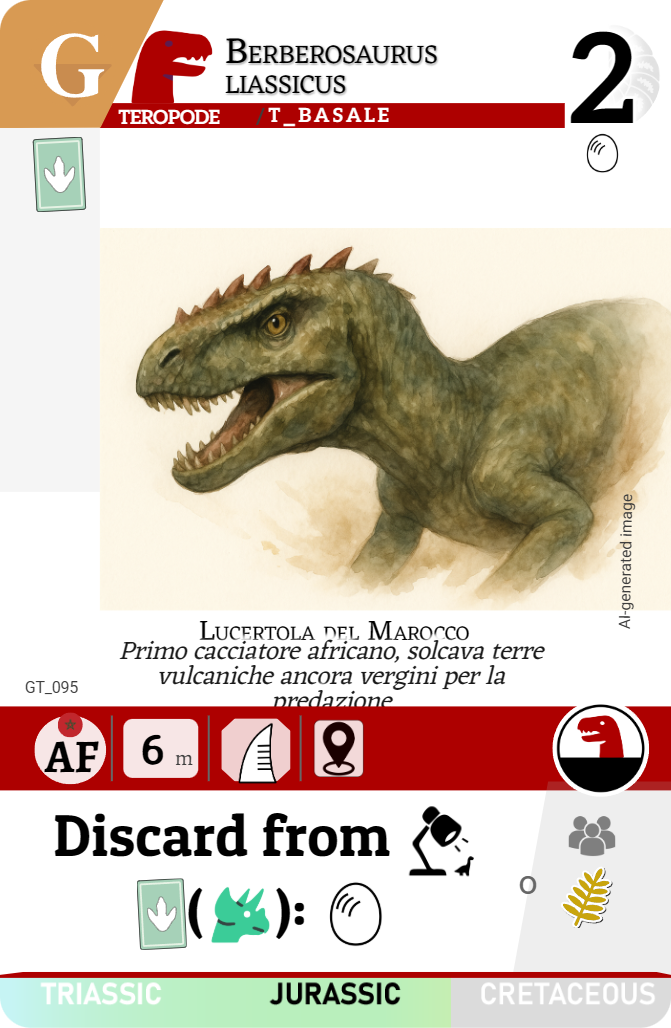 G
BERBEROSAURUS
LIASSICUS
2
TEROPODE /T_BASALE
AI-generated image
LUCERTOLA DEL MAROCCO
Primo cacciatore africano, solcava terre
vulcaniche ancora vergini per la
predazione
GT_095
AF
6 m
Discard from
( ):
O
TRIASSIC JURASSIC CRETACEOUS